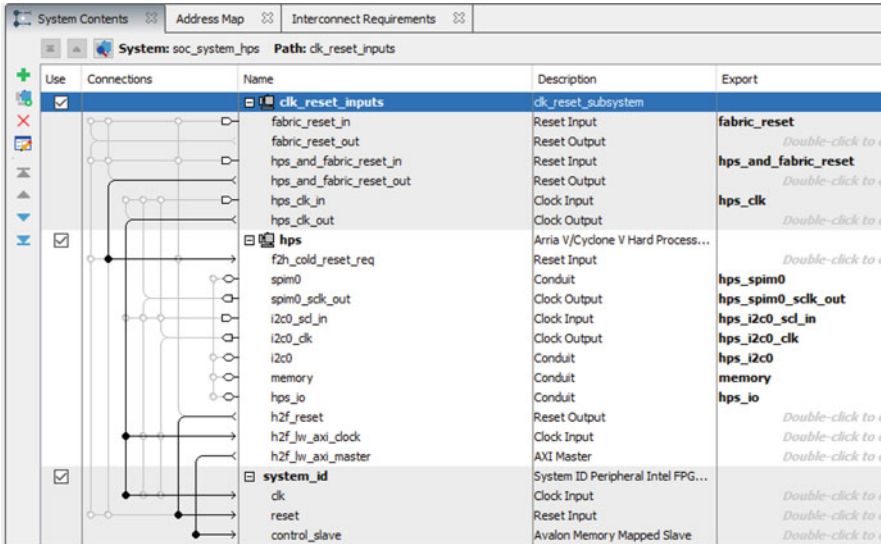 System Contents Address Map Interconnect Requirements
System: soc_system_hps Path: clk_reset_inputs
Use Connections Name Description Export
clk_reset_inputs clk_reset_subsystem
fabric_reset_in Reset Input fabric_reset
fabric_reset_out Reset Output Double-click to
hps_and_fabric_reset_in Reset Input hps_and_fabric_reset
hps_and_fabric_reset_out Reset Output Double-click to
hps_clk_in Clock Input hps_clk
hps_clk_out Clock Output Double-click to
hps Arria V/Cyclone V Hard Process...
f2h_cold_reset_req Reset Input Double-click to
spim0 Conduit hps_spim0
spim0_sclk_out Clock Output hps_spim0_sclk_out
i2c0_scl_in Clock Input hps_i2c0_scl_in
i2c0_clk Clock Output hps_i2c0_clk
i2c0 Conduit hps_i2c0
memory Conduit memory
hps_io Conduit hps_io
h2f_reset Reset Output Double-click to
h2f_lw_axi_clock Clock Input Double-click to
h2f_lw_axi_master AXI Master Double-click to
system_id System ID Peripheral Intel FPG...
clk Clock Input Double-click to
reset Reset Input Double-click to
control_slave Avalon Memory Mapped Slave Double-click to